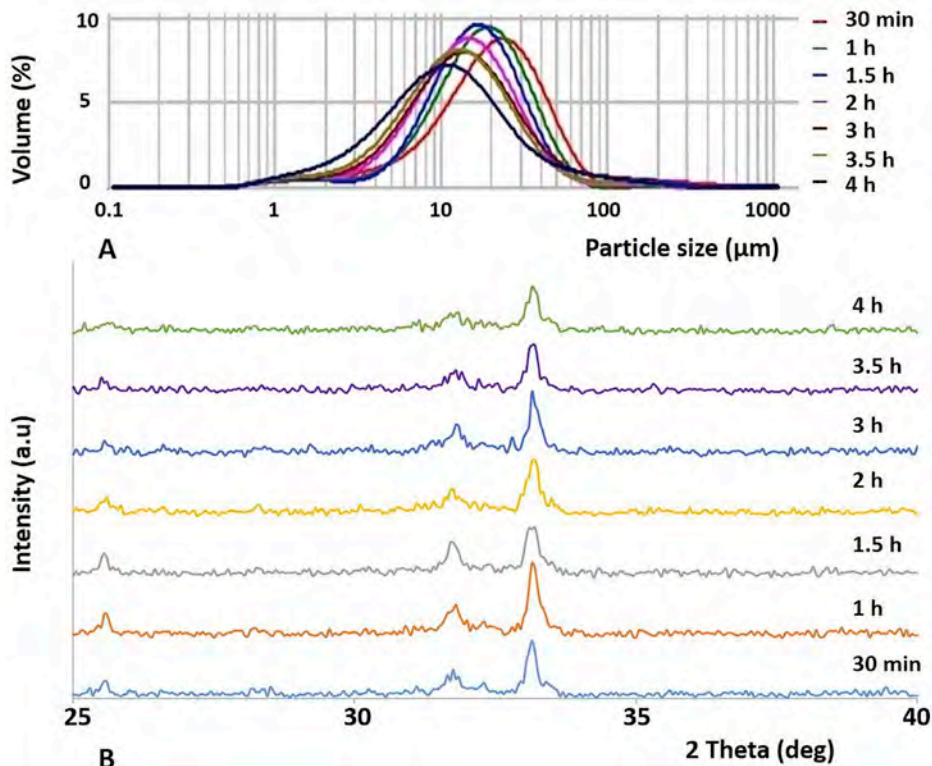 10
5
0
Volume (%)
30 min
1 h
1.5 h
2 h
3 h
3.5 h
4 h
0.1 1 10 100 1000
A
Particle size (µm)
4 h
3.5 h
3 h
2 h
1.5 h
1 h
30 min
Intensity (a.u)
25 30 35 40
B
2 Theta (deg)